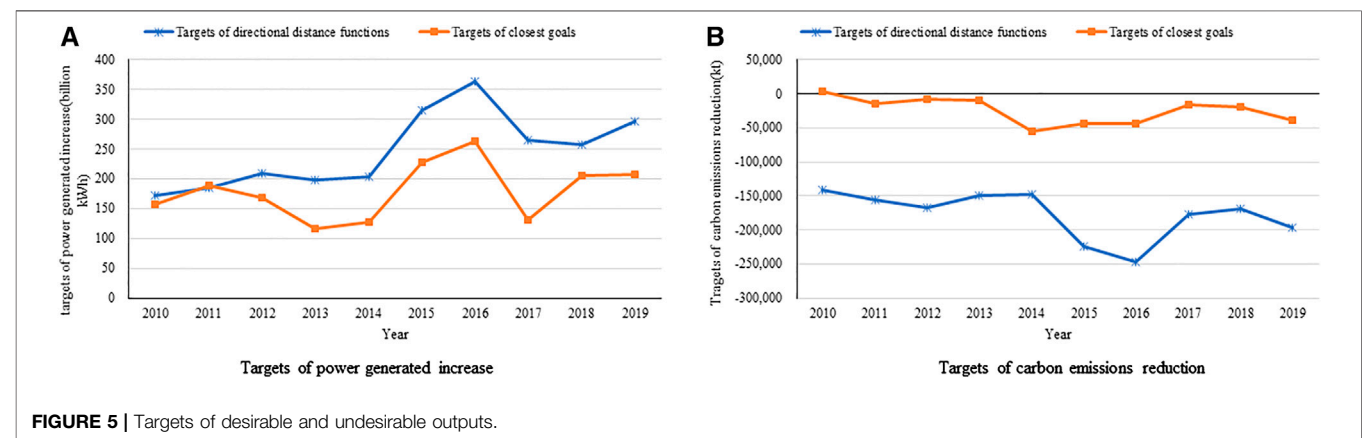 A
Targets of directional distance functions
Targets of closest goals
targets of power generated increase(billion
kWh)
400
350
300
250
200
150
100
50
0
2010 2011 2012 2013 2014 2015 2016 2017 2018 2019
Year
Targets of power generated increase
B
Targets of directional distance functions
Targets of closest goals
Tragets of carbon emissions reduction(kt)
50,000
0
-50,000
-100,000
-150,000
-200,000
-250,000
-300,000
2010 2011 2012 2013 2014 2015 2016 2017 2018 2019
Year
Targets of carbon emissions reduction
FIGURE 5 | Targets of desirable and undesirable outputs.